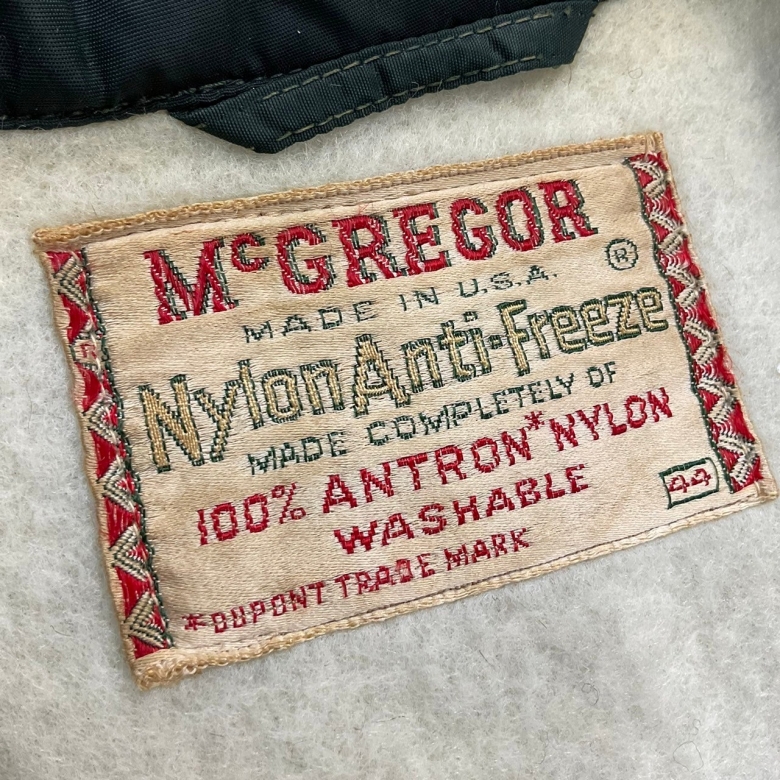 McGREGOR
®
MADE IN U.S.A.
Nylon Anti-Freeze
MADE COMPLETELY OF
100% ANTRON* NYLON
WASHABLE
44
*DUPONT TRADE MARK